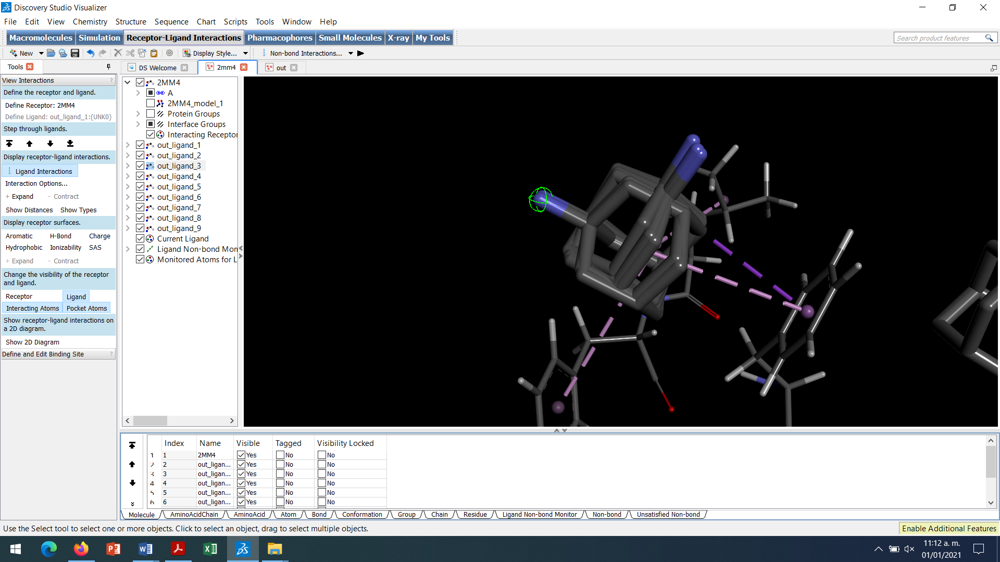 Discovery Studio Visualizer
File Edit View Chemistry Structure Sequence Chart Scripts Tools Window Help
Macromolecules Simulation Receptor-Ligand Interactions Pharmacophores Small Molecules X-ray My Tools
Search product features
New Display Style... Non-bond Interactions...
Tools
DS Welcome 2mm4 out
View Interactions ?
Define the receptor and ligand.
Define Receptor: 2MM4
Define Ligand: out_ligand_1:(UNK0)
Step through ligands.
Display receptor-ligand interactions.
Ligand Interactions
Interaction Options...
+ Expand - Contract
Show Distances Show Types
Display receptor surfaces.
Aromatic H-Bond Charge
Hydrophobic Ionizability SAS
+ Expand - Contract
Change the visibility of the receptor
and ligand.
Receptor Ligand
Interacting Atoms Pocket Atoms
Show receptor-ligand interactions on
a 2D diagram.
Show 2D Diagram
Define and Edit Binding Site ?
2MM4
A
2MM4_model_1
Protein Groups
Interface Groups
Interacting Receptor
out_ligand_1
out_ligand_2
out_ligand_3
out_ligand_4
out_ligand_5
out_ligand_6
out_ligand_7
out_ligand_8
out_ligand_9
Current Ligand
Ligand Non-bond Mon
Monitored Atoms for L
Index Name Visible Tagged Visibility Locked
1 1 2MM4 Yes No No
2 2 out_ligan... Yes No No
3 3 out_ligan... Yes No No
4 4 out_ligan... Yes No No
5 5 out_ligan... Yes No No
6 6 out_ligan... Yes No No
Molecule AminoAcidChain AminoAcid Atom Bond Conformation Group Chain Residue Ligand Non-bond Monitor Non-bond Unsatisfied Non-bond
Use the Select tool to select one or more objects. Click to select an object, drag to select multiple objects.
Enable Additional Features
11:12 a. m.
01/01/2021